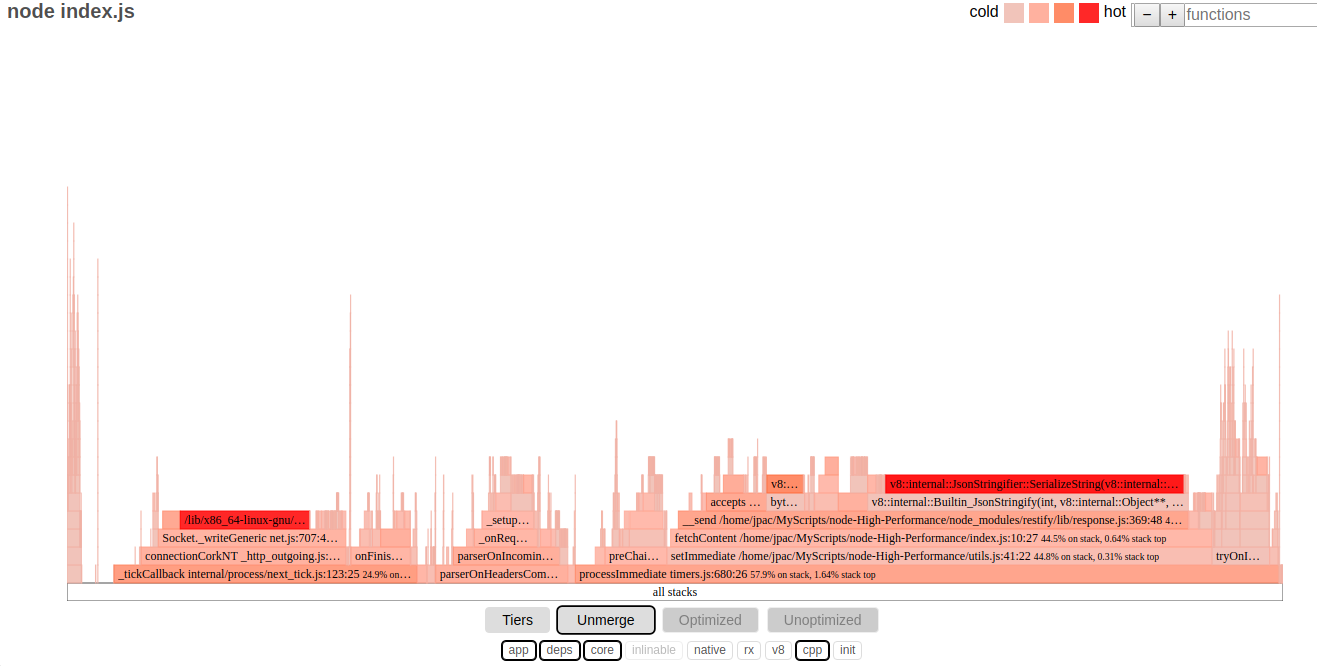 node index.js
cold hot − + functions
v8:… v8::internal::JsonStringifier::SerializeString(v8::internal::…
accepts … byt… v8::internal::Builtin_JsonStringify(int, v8::internal::Object**, …
/lib/x86_64-linux-gnu/… _setup… __send /home/jpac/MyScripts/node-High-Performance/node_modules/restify/lib/response.js:369:48 4…
Socket._writeGeneric net.js:707:4… _onReq… fetchContent /home/jpac/MyScripts/node-High-Performance/index.js:10:27 44.5% on stack, 0.64% stack top
connectionCorkNT _http_outgoing.js:… onFinis… parserOnIncomin… preChai… setImmediate /home/jpac/MyScripts/node-High-Performance/utils.js:41:22 44.8% on stack, 0.31% stack top tryOnI…
_tickCallback internal/process/next_tick.js:123:25 24.9% on… parserOnHeadersCom… processImmediate timers.js:680:26 57.9% on stack, 1.64% stack top
all stacks
Tiers Unmerge Optimized Unoptimized
app deps core inlinable native rx v8 cpp init